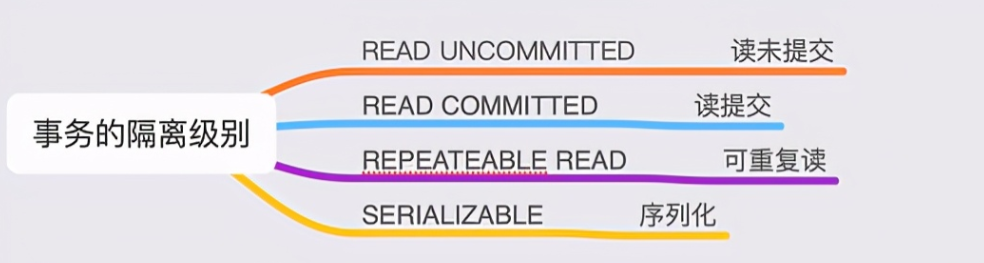 事务的隔离级别
READ UNCOMMITTED 读未提交
READ COMMITTED 读提交
REPEATEABLE READ 可重复读
SERIALIZABLE 序列化